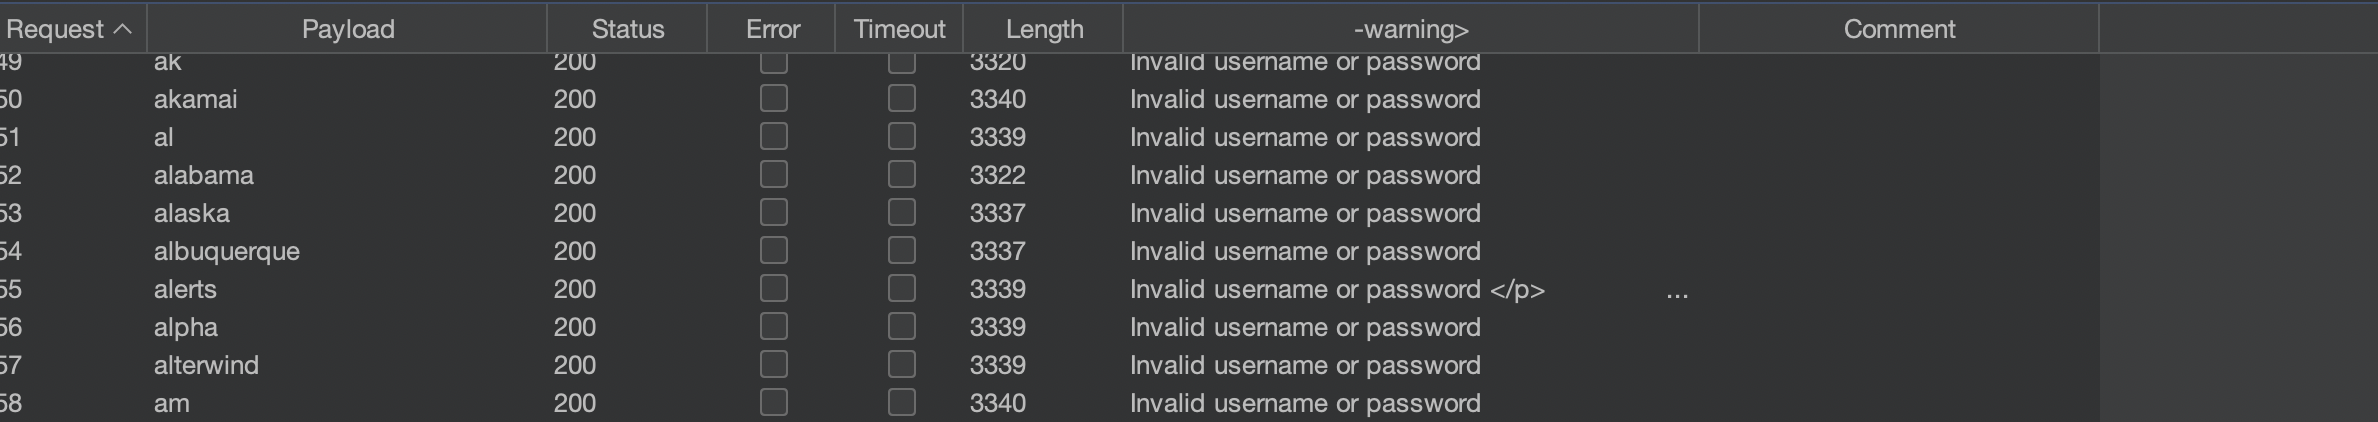 Request Payload Status Error Timeout Length -warning> Comment
49 ak 200 3320 Invalid username or password
50 akamai 200 3340 Invalid username or password
51 al 200 3339 Invalid username or password
52 alabama 200 3322 Invalid username or password
53 alaska 200 3337 Invalid username or password
54 albuquerque 200 3337 Invalid username or password
55 alerts 200 3339 Invalid username or password </p> ...
56 alpha 200 3339 Invalid username or password
57 alterwind 200 3339 Invalid username or password
58 am 200 3340 Invalid username or password